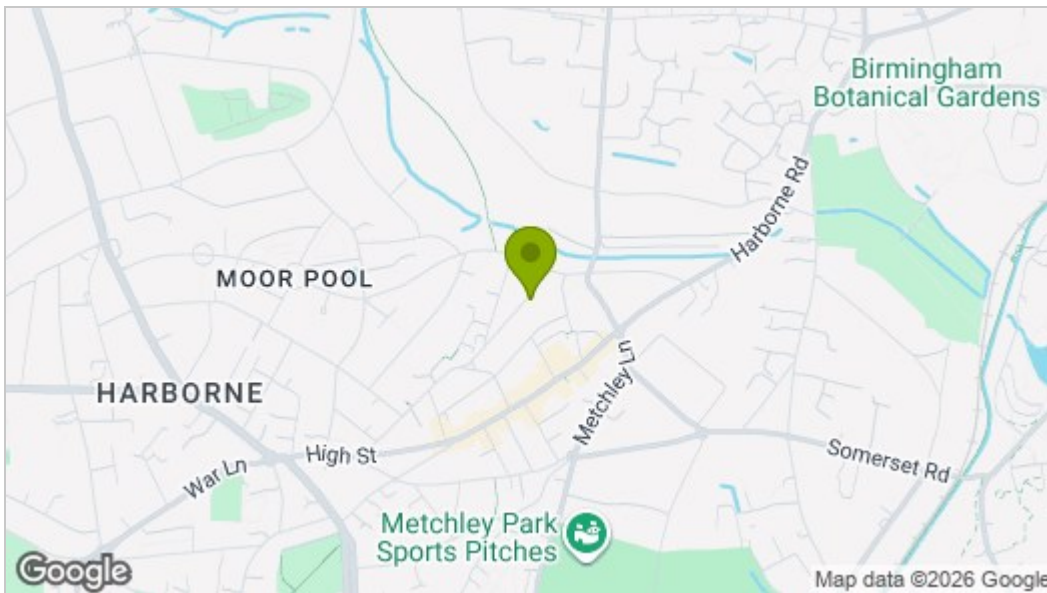 Birmingham
Botanical Gardens
Harborne Rd
MOOR POOL
HARBORNE
Metchley Ln
High St
War Ln
Somerset Rd
Metchley Park
Sports Pitches
Google
Map data ©2026 Google